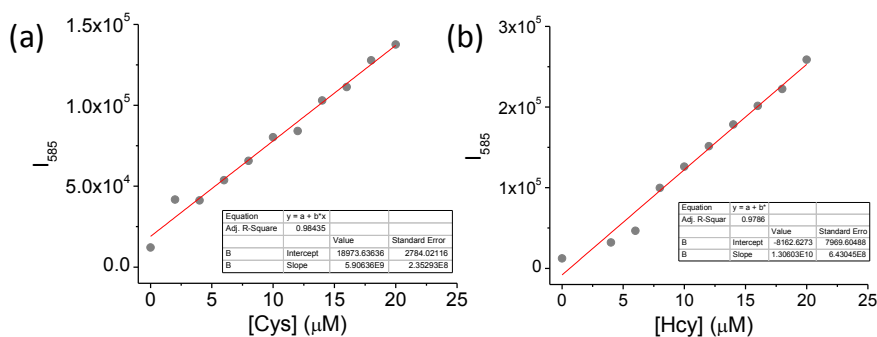 (a)
I585
1.5x10^5
1.0x10^5
5.0x10^4
0.0
0
5
10
15
20
25
[Cys] (μM)
Equation y = a + b*x
Adj. R-Square 0.98435
Value Standard Error
B Intercept 18973.63636 2784.02116
B Slope 5.90636E9 2.35293E8
(b)
I585
3x10^5
2x10^5
1x10^5
0
0
5
10
15
20
25
[Hcy] (μM)
Equation y = a + b*
Adj. R-Squar 0.9786
Value Standard Erro
B Intercept -8162.6273 7969.60488
B Slope 1.30603E10 6.43045E8